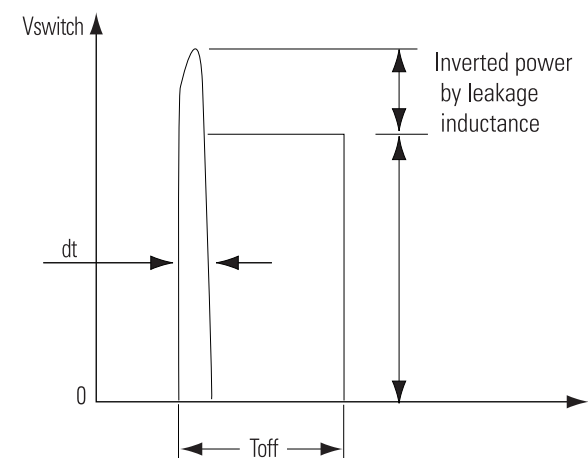 Vswitch
Inverted power
by leakage
inductance
dt
0
Toff